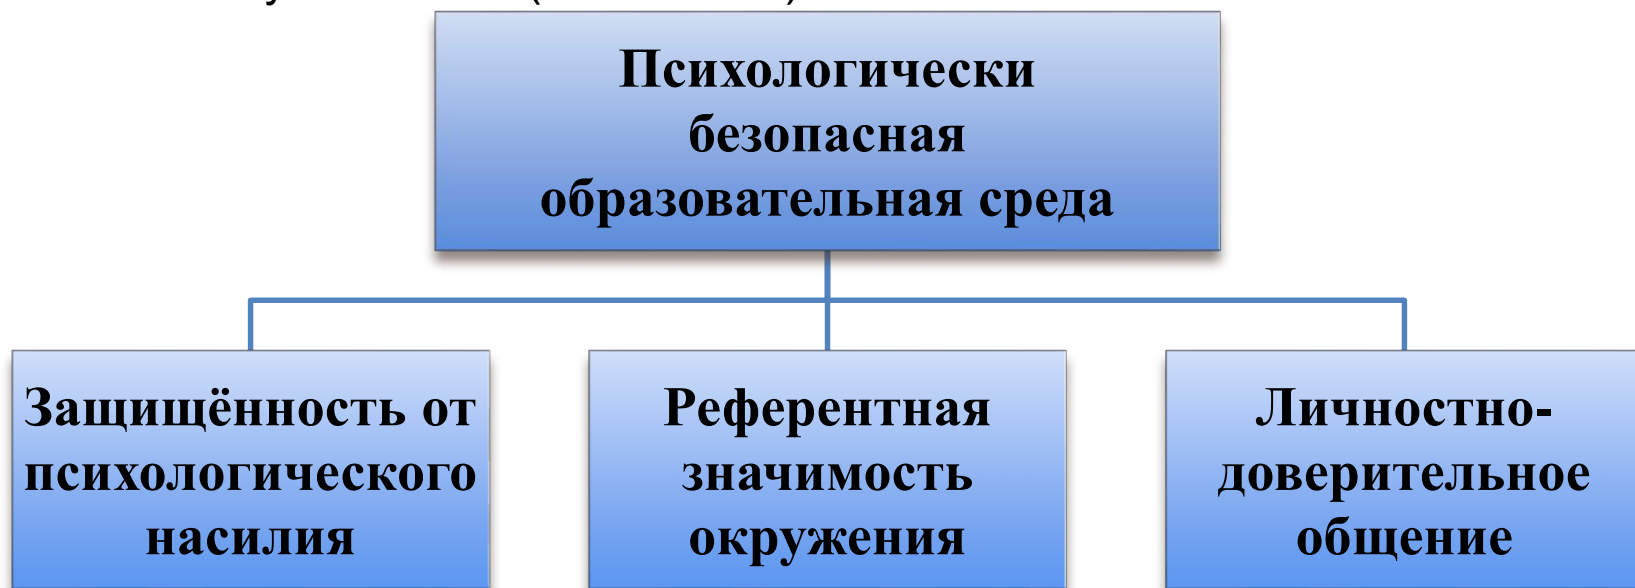 Психологически
безопасная
образовательная среда
Защищённость от
психологического
насилия
Референтная
значимость
окружения
Личностно-
доверительное
общение